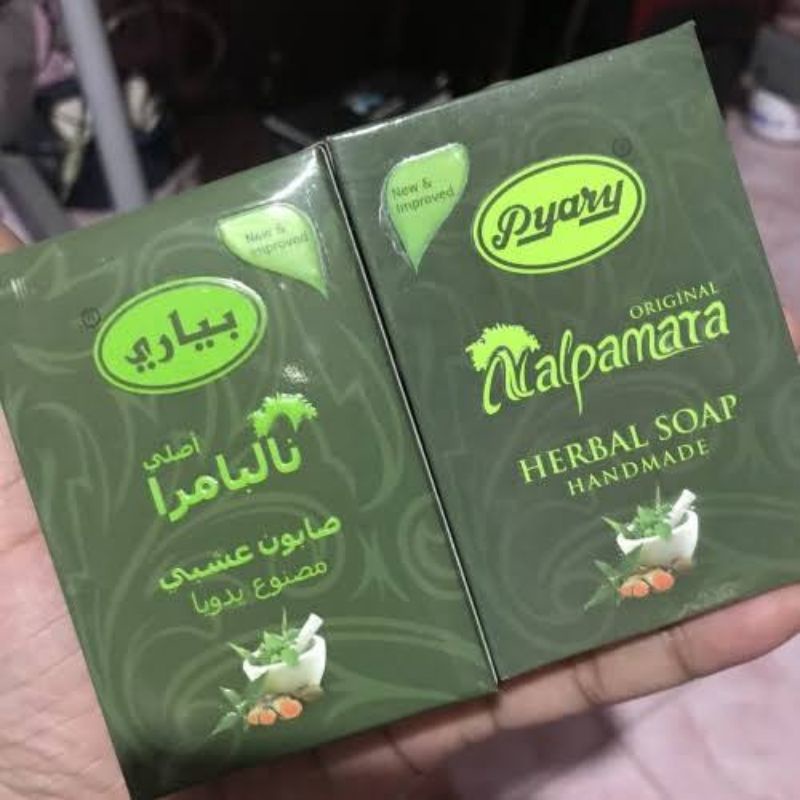 New &
Improved
بياري
أصلي
نالبامرا
صابون عشبي
مصنوع يدويا
New &
Improved
Pyary
®
ORIGINAL
Nalpamara
HERBAL SOAP
HANDMADE